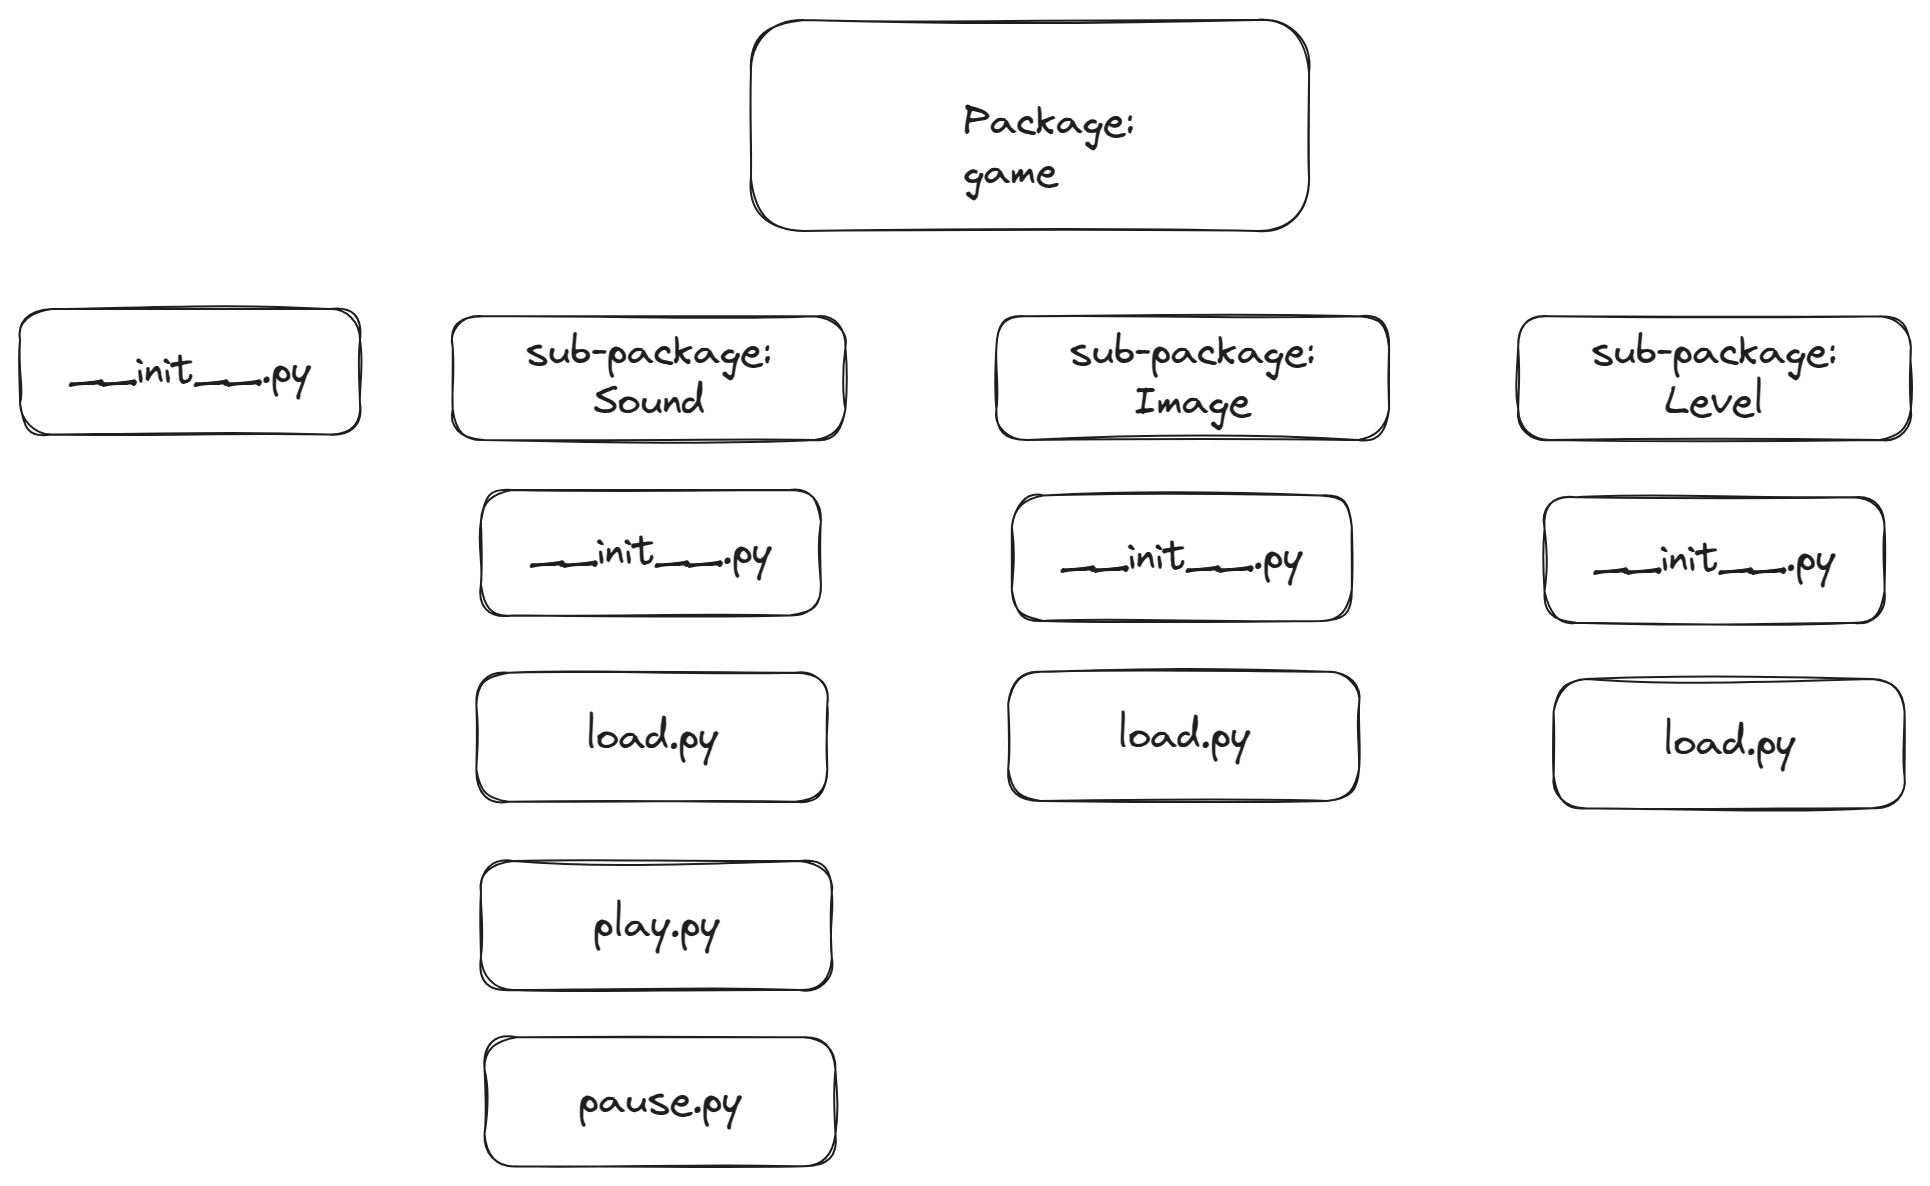 Package:
game
__init__.py
sub-package:
Sound
sub-package:
Image
sub-package:
Level
__init__.py
__init__.py
__init__.py
load.py
load.py
load.py
play.py
pause.py